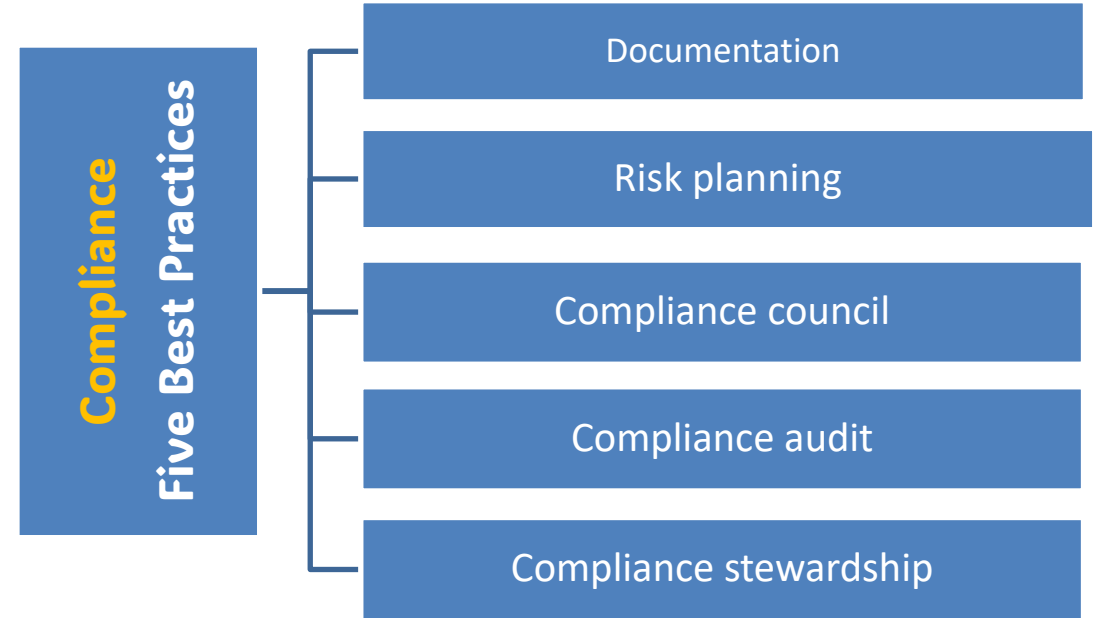 Compliance
Five Best Practices
Documentation
Risk planning
Compliance council
Compliance audit
Compliance stewardship